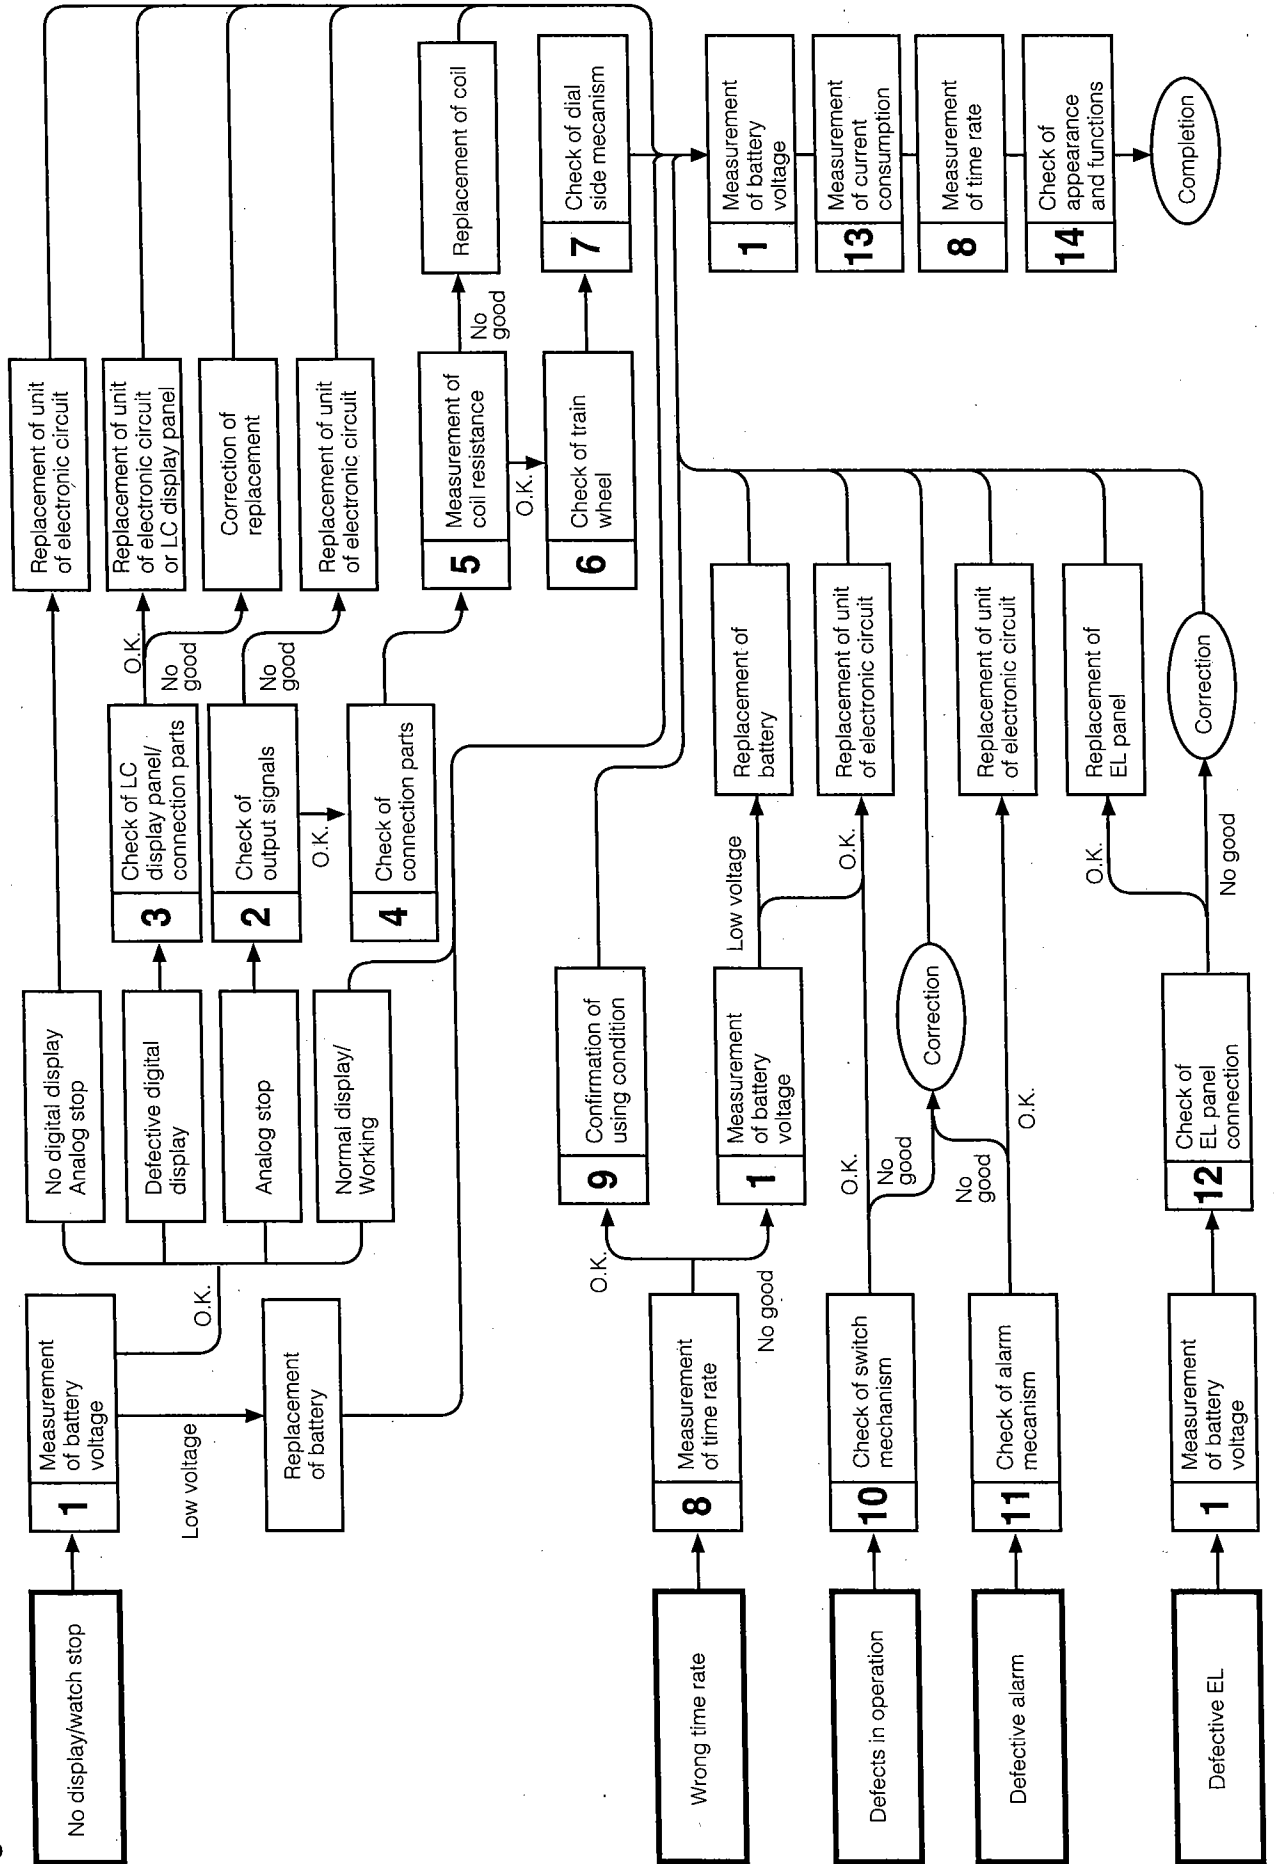 No display/watch stop
1
Measurement
of battery
voltage
O.K.
Low voltage
Replacement
of battery
No digital display
Analog stop
Defective digital
display
Analog stop
Normal display/
Working
3
Check of LC
display panel/
connection parts
2
Check of
output signals
O.K.
4
Check of
connection parts
O.K.
No
good
No
good
Replacement of unit
of electronic circuit
Replacement of unit
of electronic circuit
or LC display panel
Correction of
replacement
Replacement of unit
of electronic circuit
5
Measurement of
coil resistance
No
good
Replacement of coil
O.K.
6
Check of train
wheel
7
Check of dial
side mecanism
Wrong time rate
8
Measurement
of time rate
O.K.
No good
9
Confirmation of
using condition
1
Measurement
of battery
voltage
Low voltage
O.K.
Replacement of
battery
Replacement of unit
of electronic circuit
Defects in operation
10
Check of switch
mechanism
O.K.
No
good
Correction
Defective alarm
11
Check of alarm
mecanism
No
good
O.K.
Replacement of unit
of electronic circuit
Defective EL
1
Measurement
of battery
voltage
12
Check of
EL panel
connection
O.K.
No good
Replacement of
EL panel
Correction
1
Measurement
of battery
voltage
13
Measurement
of current
consumption
8
Measurement
of time rate
14
Check of
appearance
and functions
Completion